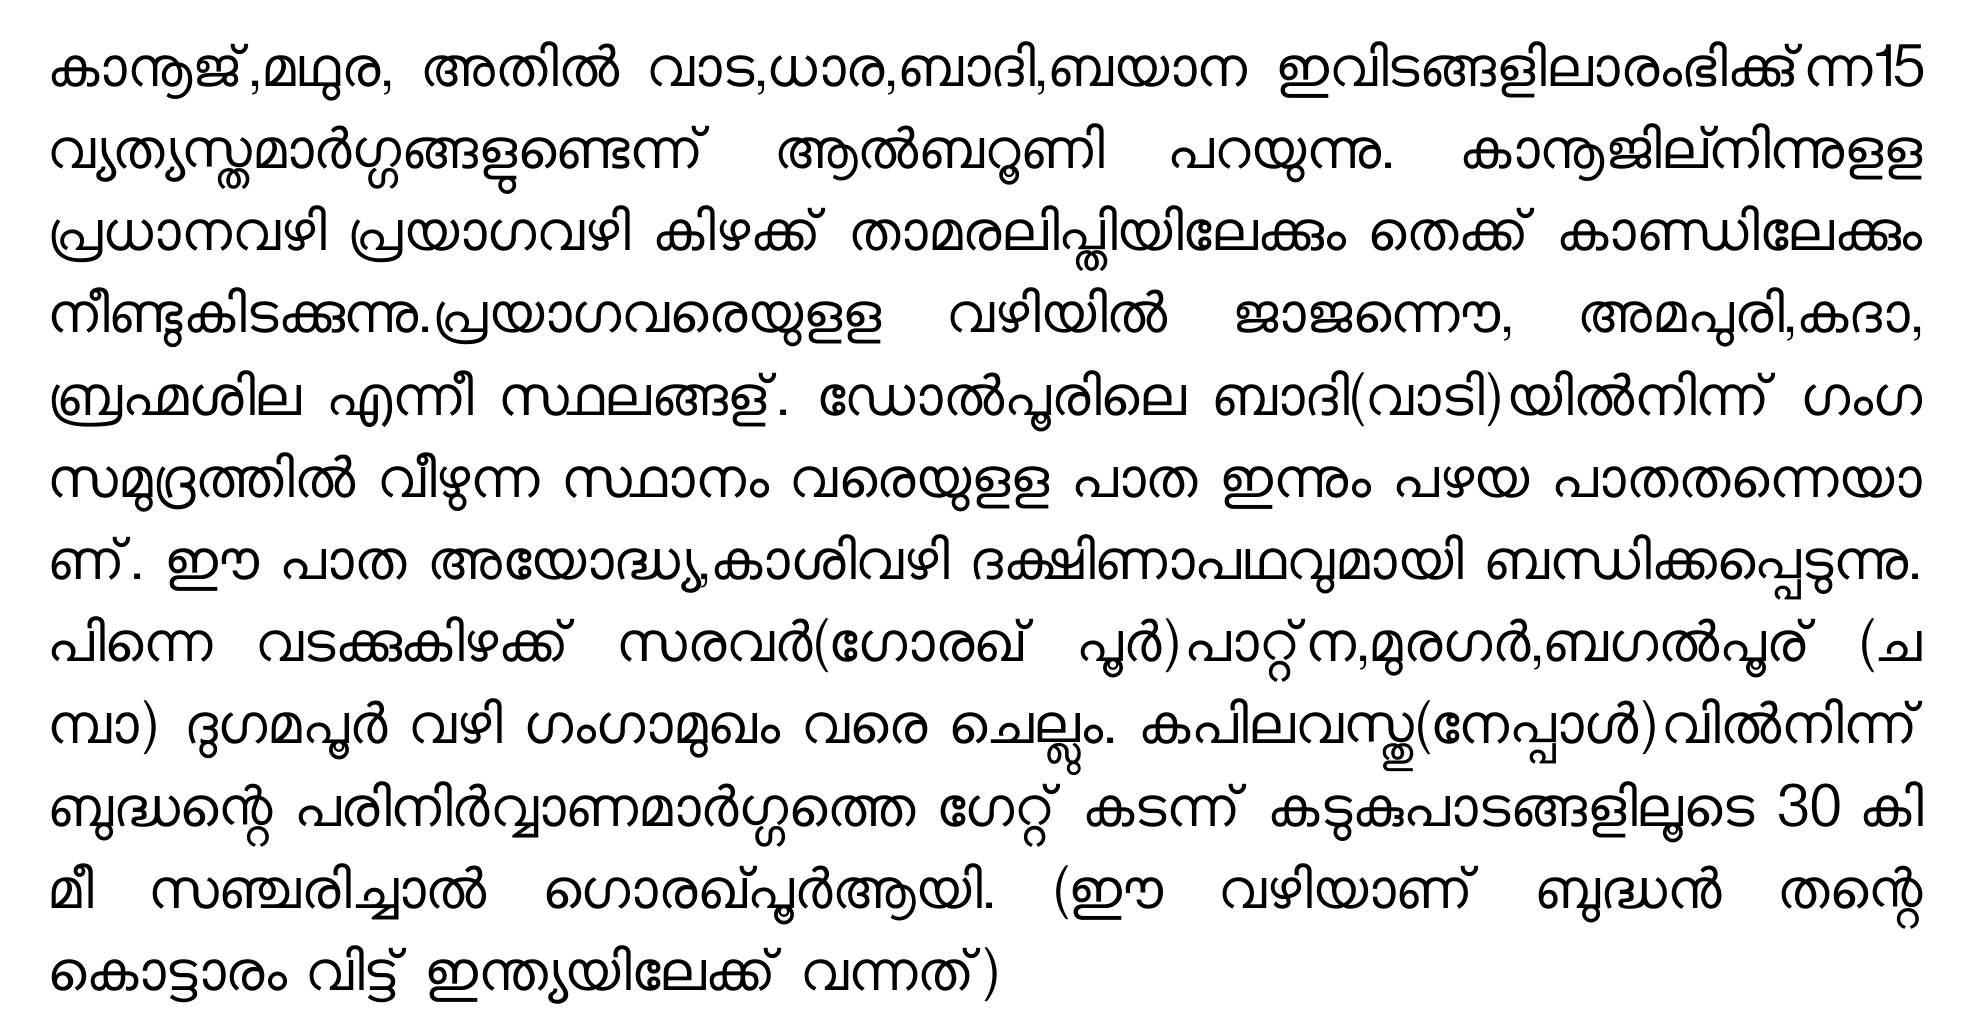 കാനൂജ്,മഥുര, അതിൽ വാട,ധാര,ബാദി,ബയാന ഇവിടങ്ങളിലാരംഭിക്കു്ന്ന15
വ്യത്യസ്തമാർഗ്ഗങ്ങളുണ്ടെന്ന് ആൽബറൂണി പറയുന്നു. കാനൂജില്നിന്നുളള
പ്രധാനവഴി പ്രയാഗവഴി കിഴക്ക് താമരലിപ്തിയിലേക്കും തെക്ക് കാണ്ഡിലേക്കും
നീണ്ടുകിടക്കുന്നു.പ്രയാഗവരെയുളള വഴിയിൽ ജാജന്നൌ, അമപുരി,കദാ,
ബ്രഹ്മശില എന്നീ സ്ഥലങ്ങള്. ഡോൽപൂരിലെ ബാദി(വാടി)യിൽനിന്ന് ഗംഗ
സമുദ്രത്തിൽ വീഴുന്ന സ്ഥാനം വരെയുളള പാത ഇന്നും പഴയ പാതതന്നെയാ
ണ്. ഈ പാത അയോദ്ധ്യ,കാശിവഴി ദക്ഷിണാപഥവുമായി ബന്ധിക്കപ്പെടുന്നു.
പിന്നെ വടക്കുകിഴക്ക് സരവർ(ഗോരഖ് പൂർ)പാറ്റ്ന,മുരഗർ,ബഗൽപൂര് (ച
മ്പാ) ദുഗമപൂർ വഴി ഗംഗാമുഖം വരെ ചെല്ലും. കപിലവസ്തു(നേപ്പാൾ)വിൽനിന്ന്
ബുദ്ധന്റെ പരിനിർവ്വാണമാർഗ്ഗത്തെ ഗേറ്റ് കടന്ന് കടുകുപാടങ്ങളിലൂടെ 30 കി
മീ സഞ്ചരിച്ചാൽ ഗൊരഖ്പൂർആയി. (ഈ വഴിയാണ് ബുദ്ധൻ തന്റെ
കൊട്ടാരം വിട്ട് ഇന്ത്യയിലേക്ക് വന്നത്)